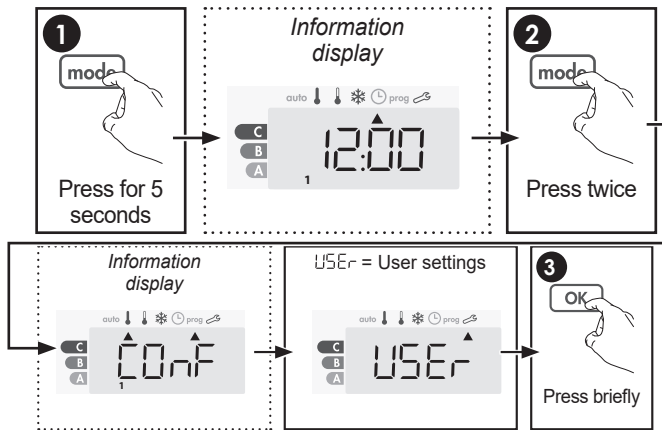 1
mode
Press for 5
seconds
Information
display
auto prog
C
B
A
12:00
1
2
mode
Press twice
Information
display
auto prog
C
B
A
COnF
1
USEr = User settings
auto prog
C
B
A
USEr
3
OK
Press briefly